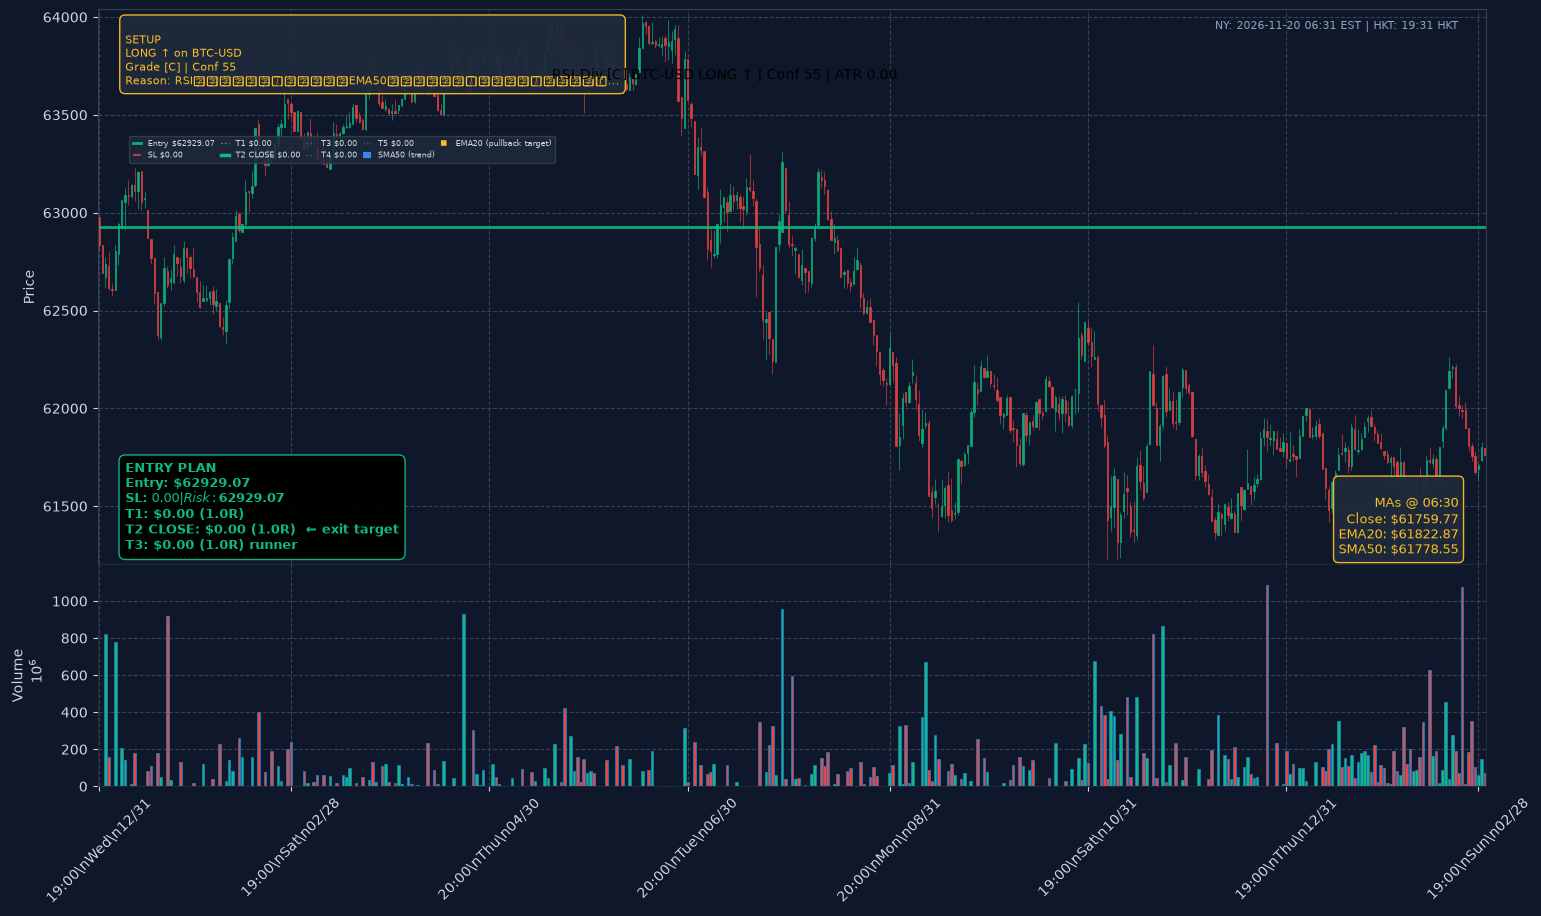 NY: 2026-11-20 06:31 EST | HKT: 19:31 HKT
SETUP
LONG ↑ on BTC-USD
Grade [C] | Conf 55
Reason: RSI
EMA50
...
RSI Div [C] BTC-USD LONG ↑ | Conf 55 | ATR 0.00
Entry $62929.07
T1 $0.00
T3 $0.00
T5 $0.00
EMA20 (pullback target)
SL $0.00
T2 CLOSE $0.00
T4 $0.00
SMA50 (trend)
Price
64000
63500
63000
62500
62000
61500
ENTRY PLAN
Entry: $62929.07
SL: 0.00|Risk:62929.07
T1: $0.00 (1.0R)
T2 CLOSE: $0.00 (1.0R) ← exit target
T3: $0.00 (1.0R) runner
MAs @ 06:30
Close: $61759.77
EMA20: $61822.87
SMA50: $61778.55
Volume
10⁶
1000
800
600
400
200
0
19:00\nWed\n12/31
19:00\nSat\n02/28
20:00\nThu\n04/30
20:00\nTue\n06/30
20:00\nMon\n08/31
19:00\nSat\n10/31
19:00\nThu\n12/31
19:00\nSun\n02/28